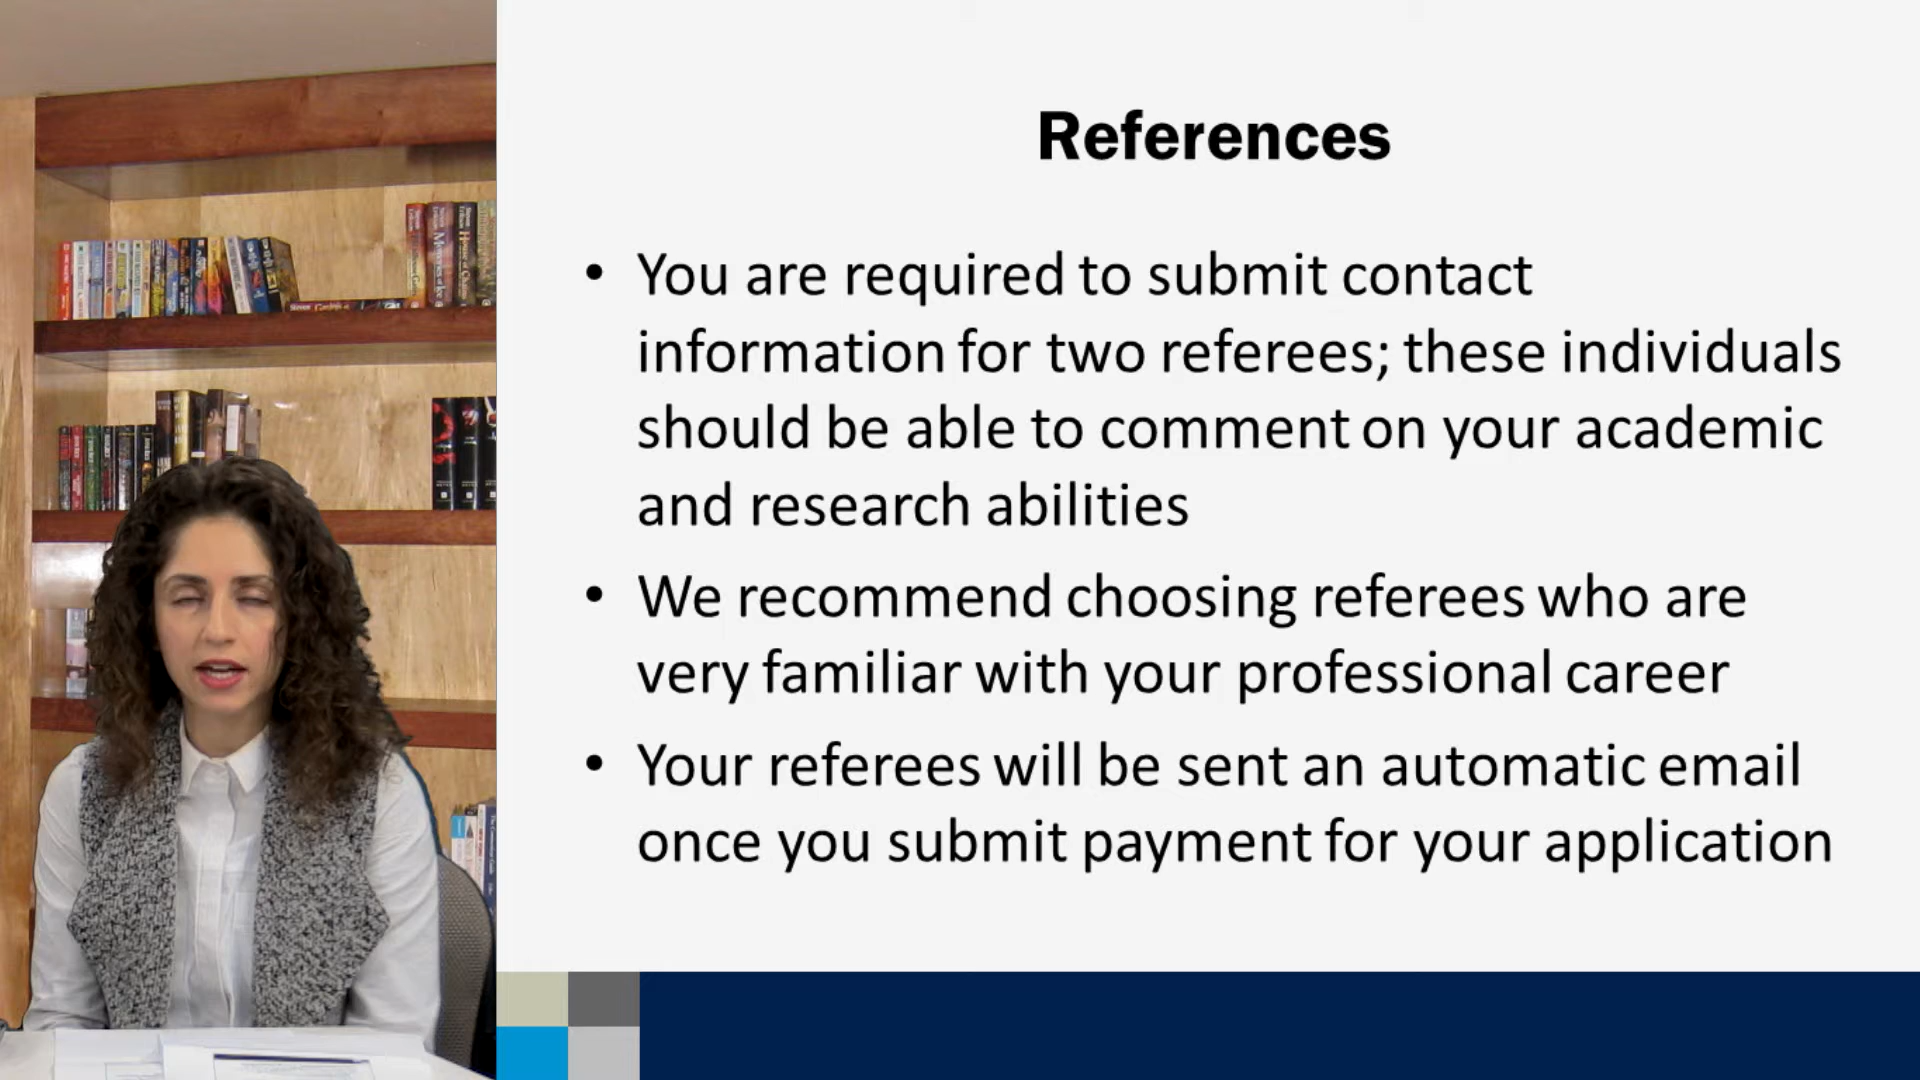 References
• You are required to submit contact
information for two referees; these individuals
should be able to comment on your academic
and research abilities
• We recommend choosing referees who are
very familiar with your professional career
• Your referees will be sent an automatic email
once you submit payment for your application